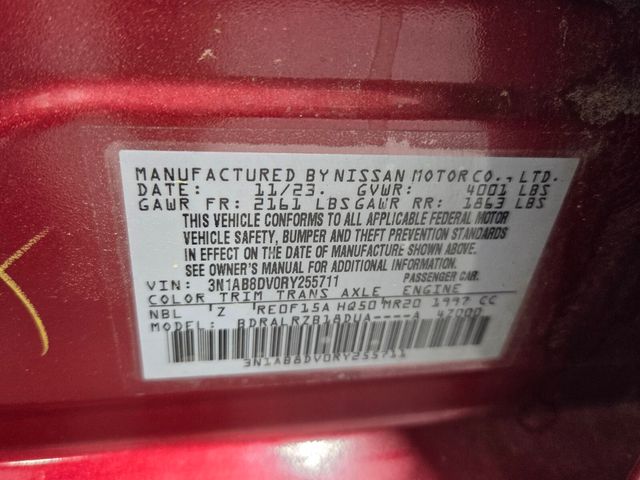 MANUFACTURED BY NISSAN MOTOR CO., LTD.
DATE: 11/23. GVWR: 4001 LBS
GAWR FR: 2161 LBS GAWR RR: 1863 LBS
THIS VEHICLE CONFORMS TO ALL APPLICABLE FEDERAL MOTOR
VEHICLE SAFETY, BUMPER AND THEFT PREVENTION STANDARDS
IN EFFECT ON THE DATE OF MANUFACTURE SHOWN ABOVE.
SEE OWNER'S MANUAL FOR ADDITIONAL INFORMATION.
VIN: 3N1AB8DV0RY255711 PASSENGER CAR.
COLOR TRIM TRANS AXLE ENGINE
NBL Z RE0F15A HQ50 MR20 1997 CC
MODEL: BDRALRZB18DUA----A 47000
3N1AB8DV0RY255711